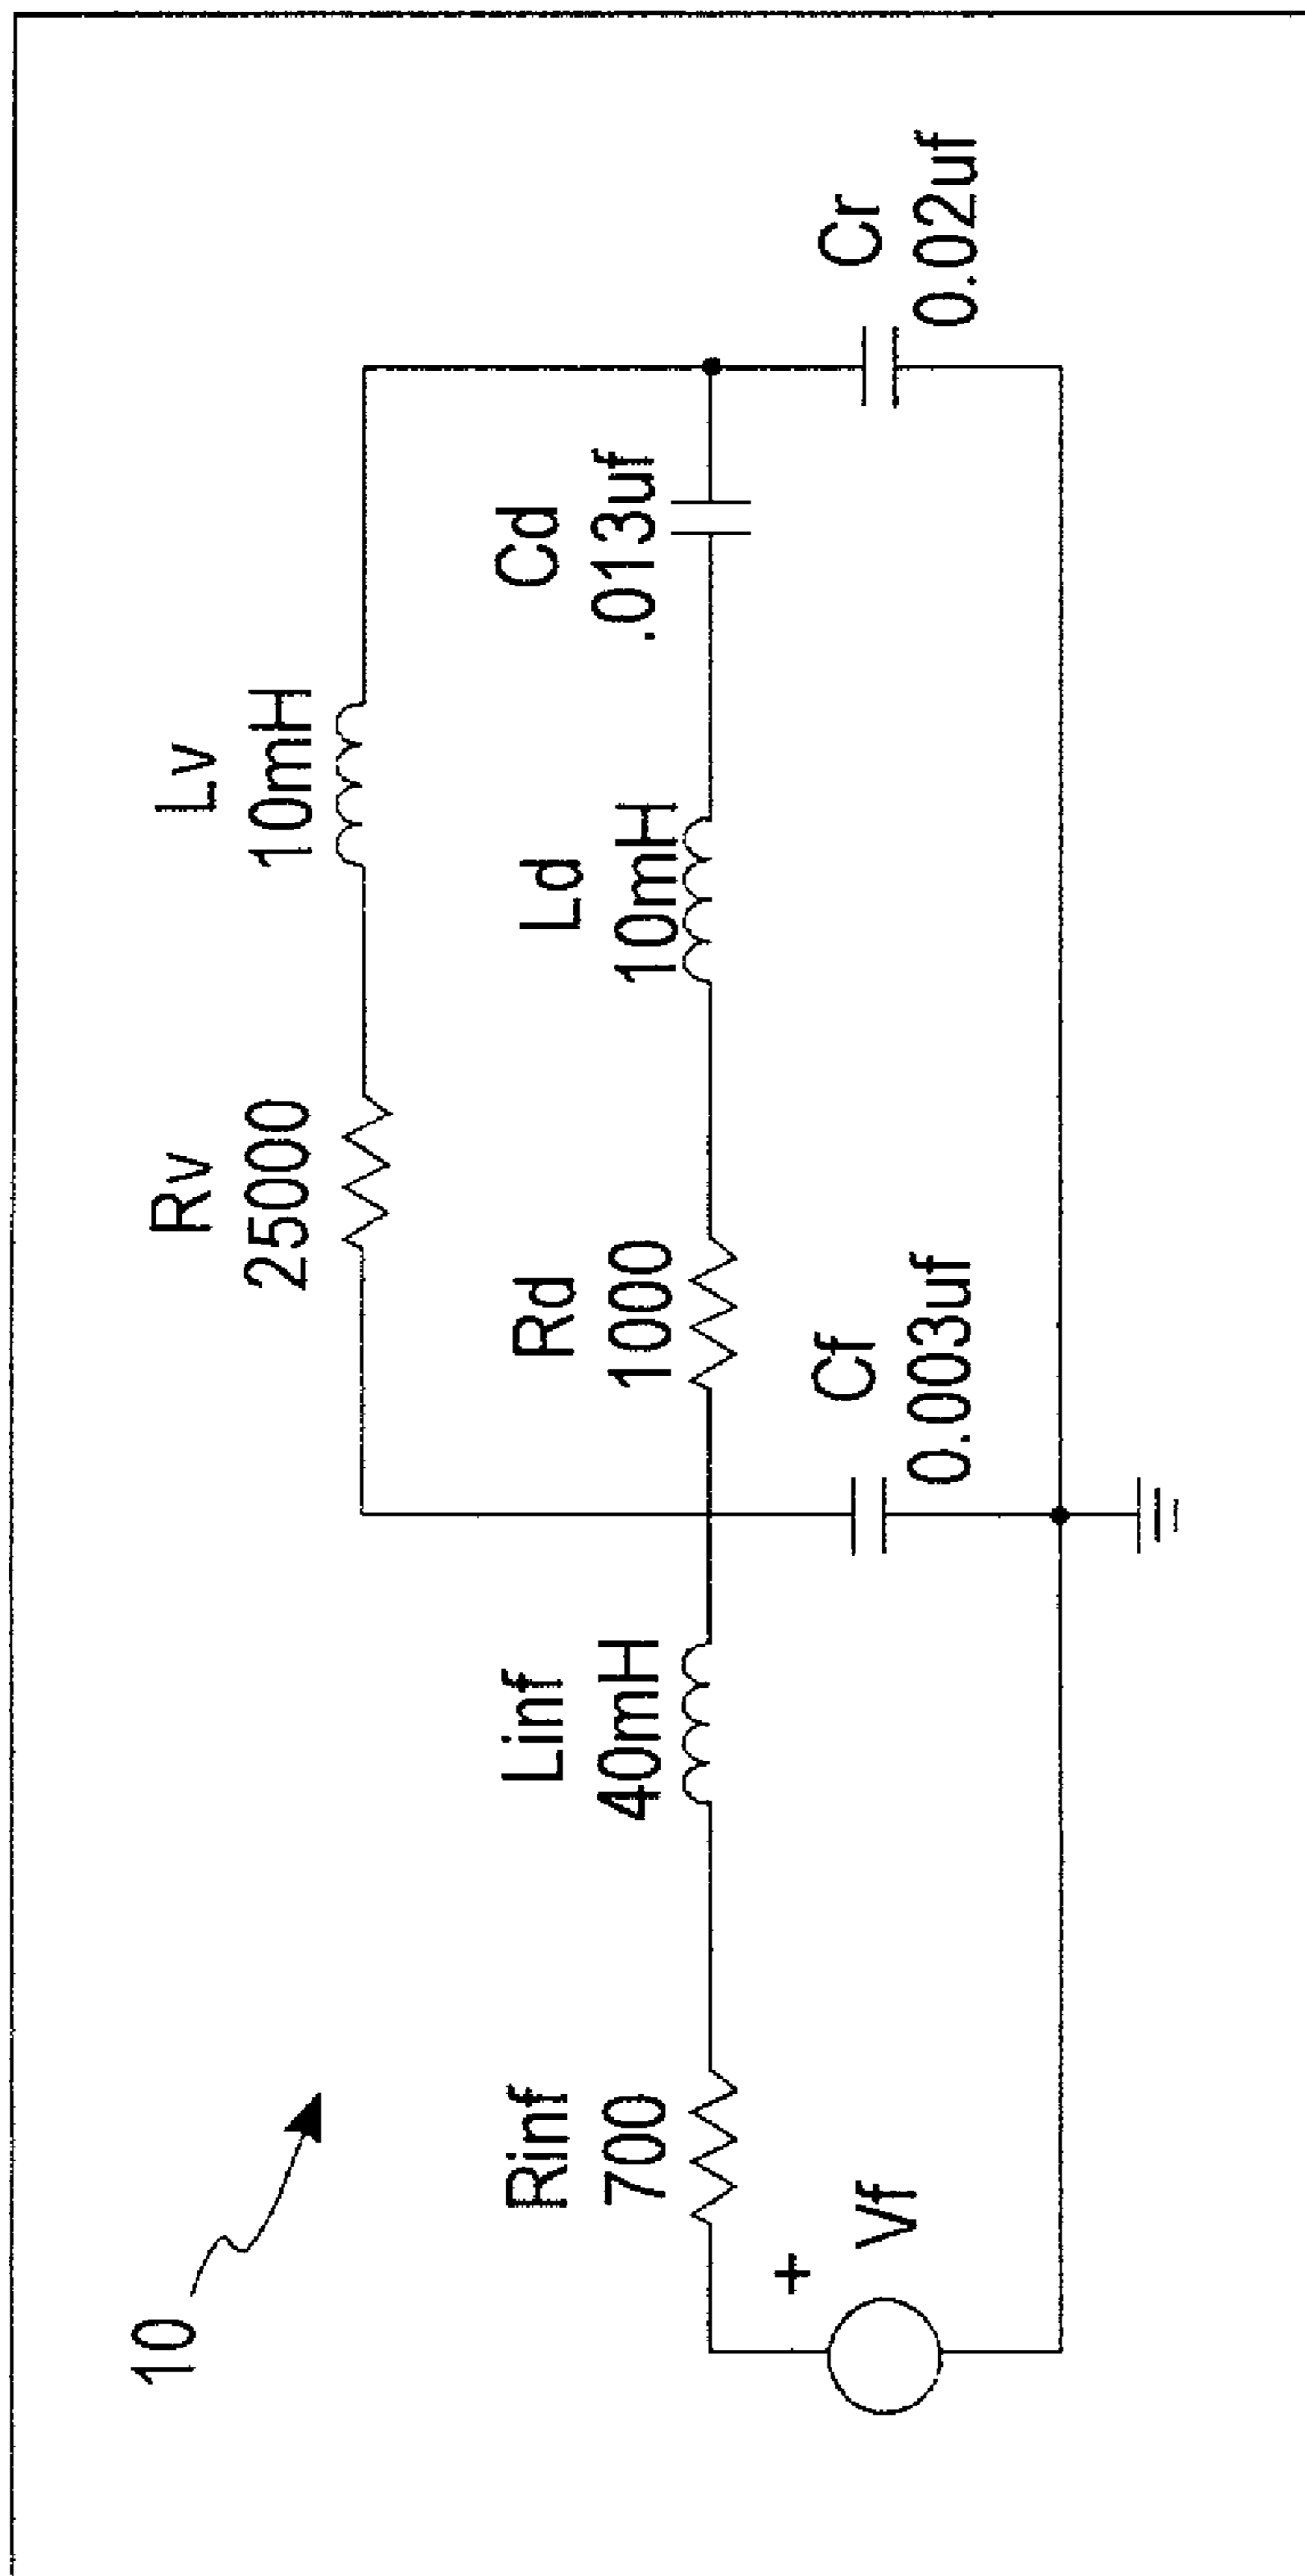 10
Rv
25000
Lv
10mH
Rinf
700
Linf
40mH
Rd
1000
Ld
10mH
Cd
.013uf
+
Vf
Cf
0.003uf
Cr
0.02uf